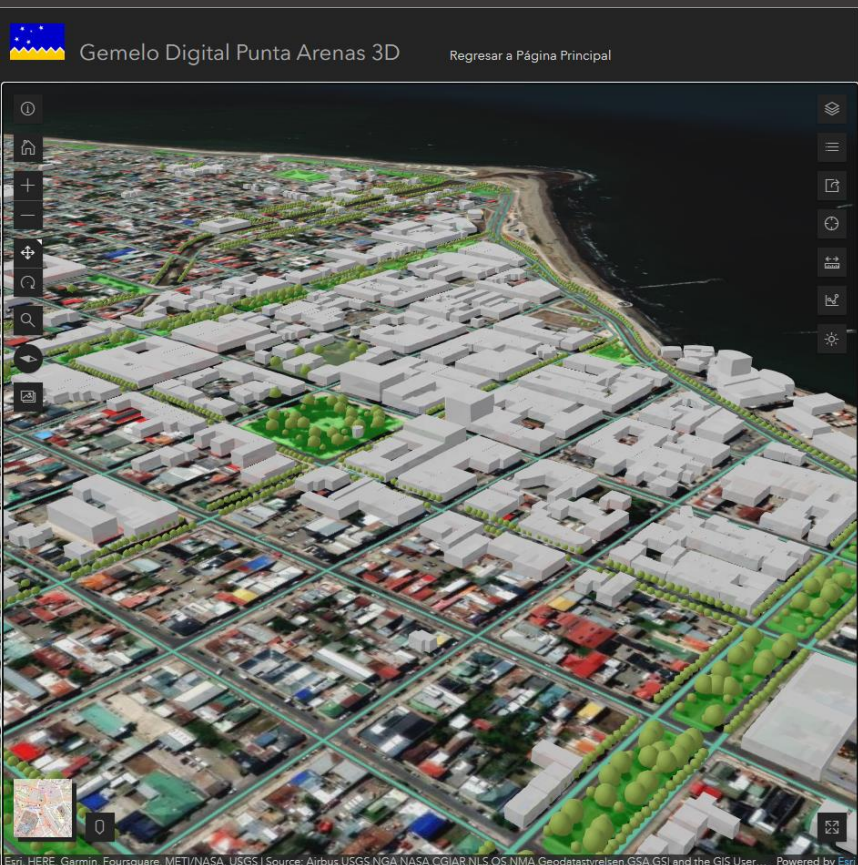 Gemelo Digital Punta Arenas 3D
Regresar a Página Principal
Esri, HERE, Garmin, Foursquare, METI/NASA, USGS | Source: Airbus USGS NGA NASA CGIAR NLS OS NMA Geodatastyrelsen GSA GSI and the GIS User... Powered by Esri